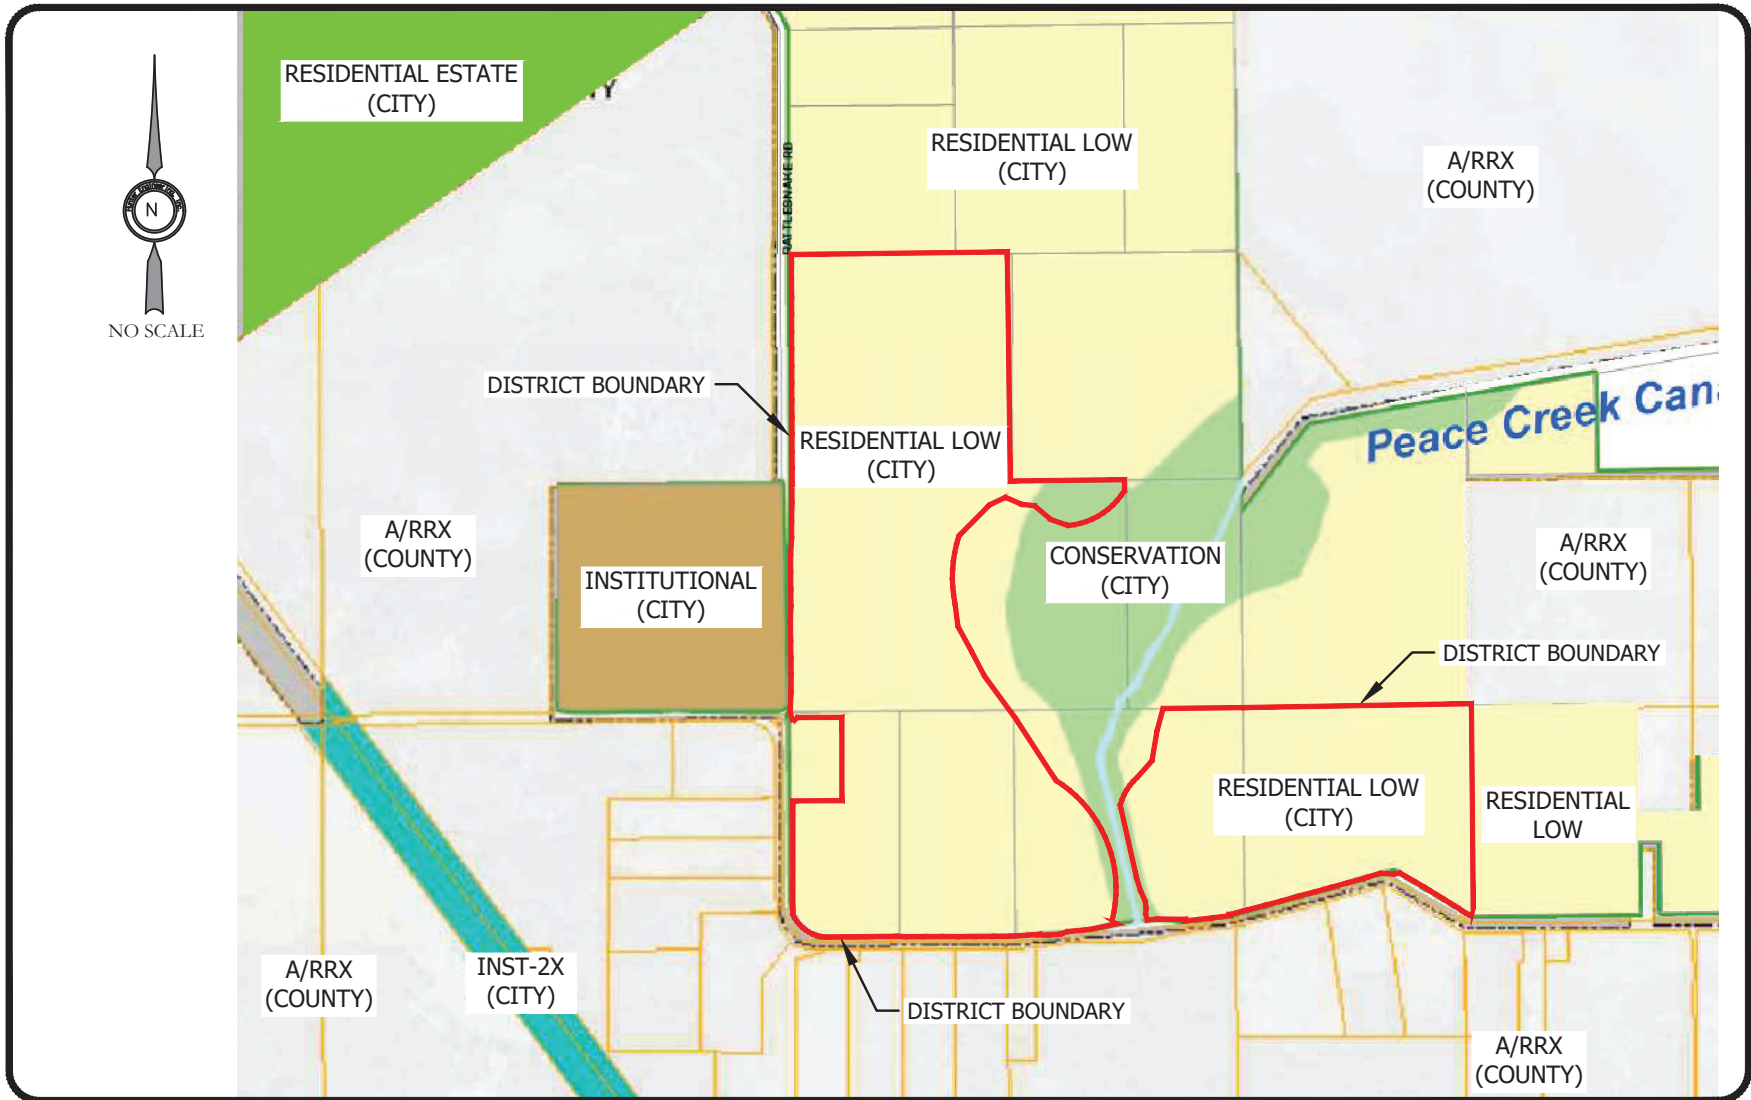 RESIDENTIAL ESTATE
(CITY)
RESIDENTIAL LOW
(CITY)
A/RRX
(COUNTY)
RATTLESNAKE RD
N
NO SCALE
DISTRICT BOUNDARY
RESIDENTIAL LOW
(CITY)
Peace Creek Can
A/RRX
(COUNTY)
INSTITUTIONAL
(CITY)
CONSERVATION
(CITY)
A/RRX
(COUNTY)
DISTRICT BOUNDARY
RESIDENTIAL LOW
(CITY)
RESIDENTIAL
LOW
A/RRX
(COUNTY)
INST-2X
(CITY)
DISTRICT BOUNDARY
A/RRX
(COUNTY)